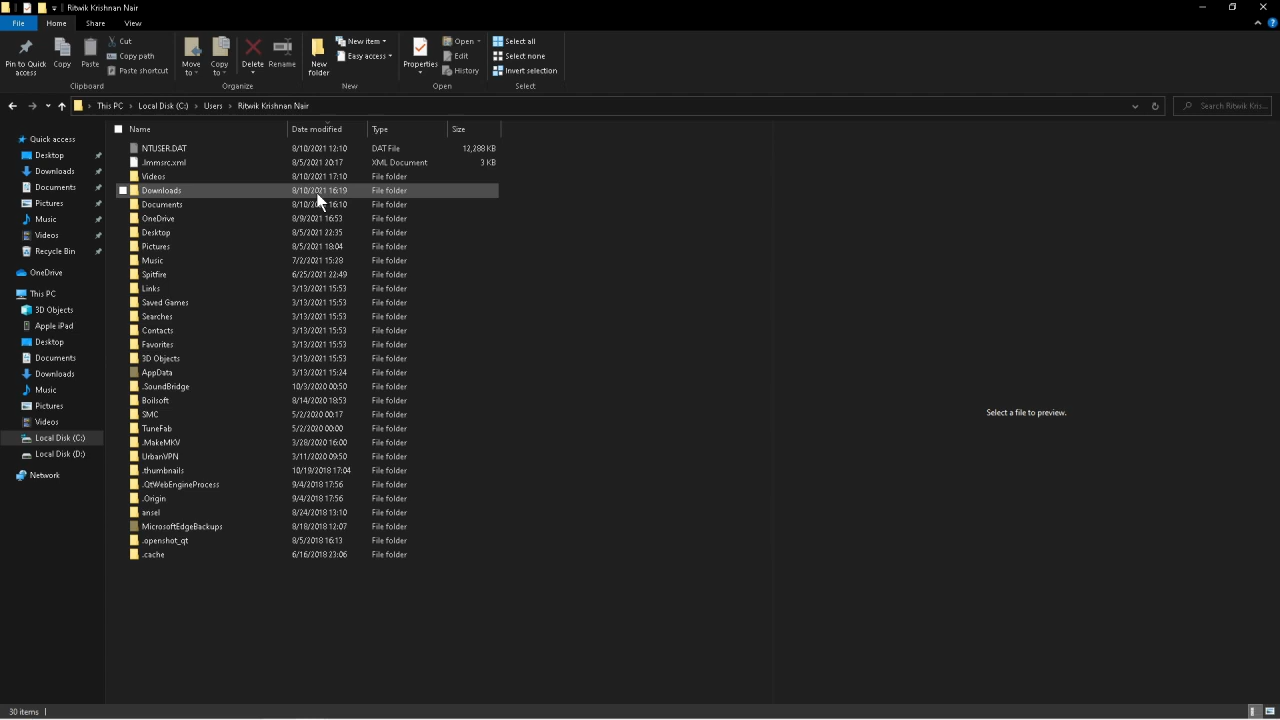 Ritwik Krishnan Nair
File Home Share View
Pin to Quick access Copy Paste Cut Copy path Paste shortcut Move to Copy to Delete Rename New folder New item Easy access Properties Open Edit History Select all Select none Invert selection
Clipboard Organize New Open Select
This PC Local Disk (C:) Users Ritwik Krishnan Nair Search Ritwik Kris...
Name Date modified Type Size
Quick access
Desktop
Downloads
Documents
Pictures
Music
Videos
Recycle Bin
OneDrive
This PC
3D Objects
Apple iPad
Desktop
Documents
Downloads
Music
Pictures
Videos
Local Disk (C:)
Local Disk (D:)
Network
NTUSER.DAT 8/10/2021 12:10 DAT File 12,288 KB
.lmmsrc.xml 8/5/2021 20:17 XML Document 3 KB
Videos 8/10/2021 17:10 File folder
Downloads 8/10/2021 16:19 File folder
Documents 8/10/2021 16:10 File folder
OneDrive 8/9/2021 16:53 File folder
Desktop 8/5/2021 22:35 File folder
Pictures 8/5/2021 18:04 File folder
Music 7/2/2021 15:28 File folder
Spitfire 6/25/2021 22:49 File folder
Links 3/13/2021 15:53 File folder
Saved Games 3/13/2021 15:53 File folder
Searches 3/13/2021 15:53 File folder
Contacts 3/13/2021 15:53 File folder
Favorites 3/13/2021 15:53 File folder
3D Objects 3/13/2021 15:53 File folder
AppData 3/13/2021 15:24 File folder
.SoundBridge 10/3/2020 00:50 File folder
Boilsoft 8/14/2020 18:53 File folder
SMC 5/2/2020 00:17 File folder
TuneFab 5/2/2020 00:00 File folder
.MakeMKV 3/28/2020 16:00 File folder
UrbanVPN 3/11/2020 09:50 File folder
.thumbnails 10/19/2018 17:04 File folder
.QtWebEngineProcess 9/4/2018 17:56 File folder
.Origin 9/4/2018 17:56 File folder
ansel 8/24/2018 13:10 File folder
MicrosoftEdgeBackups 8/18/2018 12:07 File folder
.openshot_qt 8/5/2018 16:13 File folder
.cache 6/16/2018 23:06 File folder
Select a file to preview.
30 items